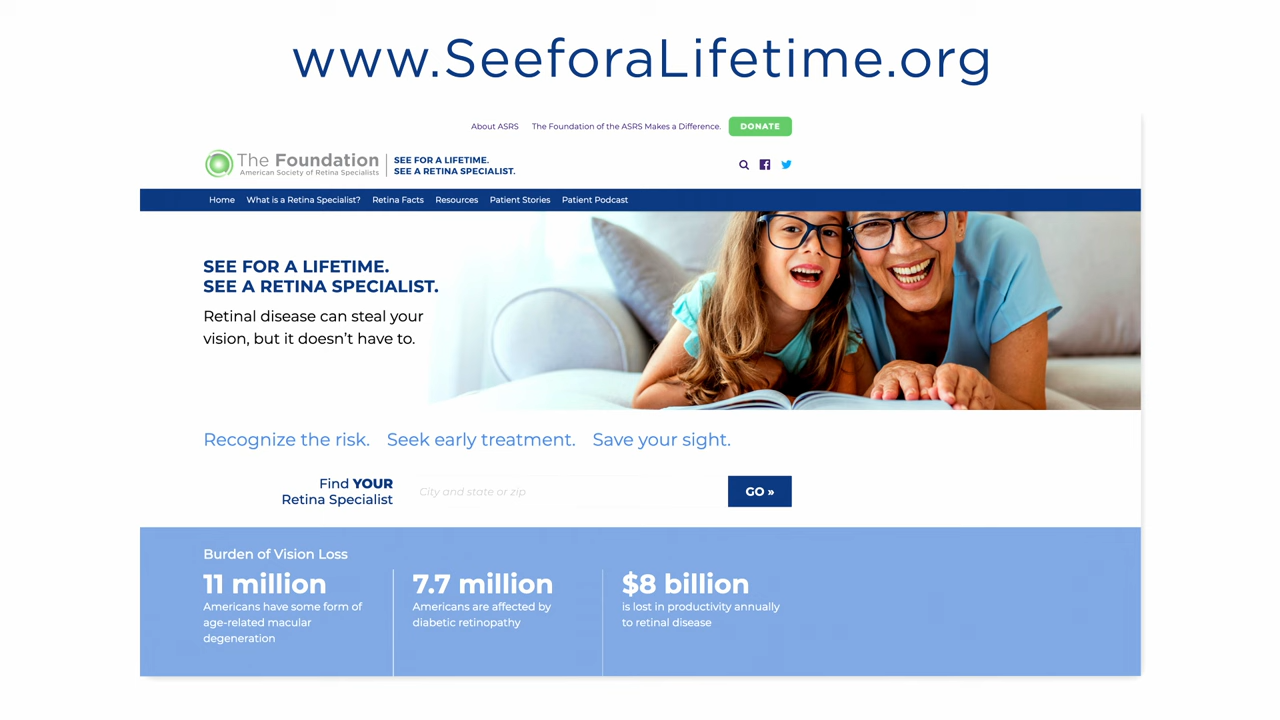 www.SeeforaLifetime.org
About ASRS The Foundation of the ASRS Makes a Difference. DONATE
The Foundation
American Society of Retina Specialists
SEE FOR A LIFETIME.
SEE A RETINA SPECIALIST.
Home What is a Retina Specialist? Retina Facts Resources Patient Stories Patient Podcast
SEE FOR A LIFETIME.
SEE A RETINA SPECIALIST.
Retinal disease can steal your
vision, but it doesn’t have to.
Recognize the risk. Seek early treatment. Save your sight.
Find YOUR
Retina Specialist
City and state or zip
GO »
Burden of Vision Loss
11 million
Americans have some form of
age-related macular
degeneration
7.7 million
Americans are affected by
diabetic retinopathy
$8 billion
is lost in productivity annually
to retinal disease